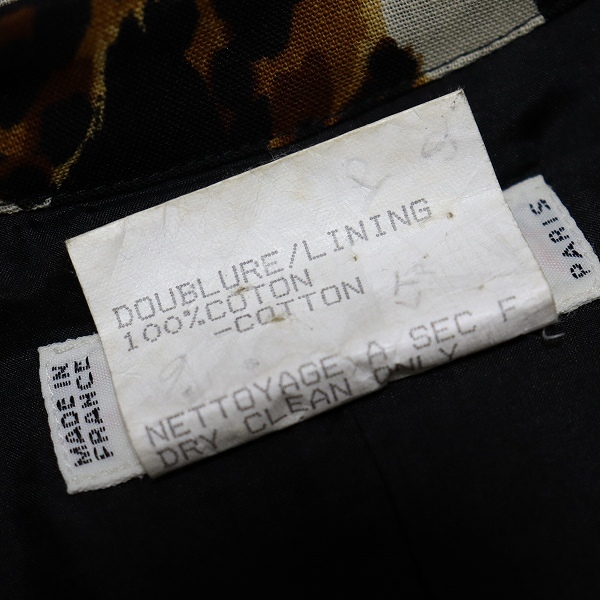 DOUBLURE/LINING
100%COTON
-COTTON
NETTOYAGE A SEC F
DRY CLEAN ONLY
MADE IN
FRANCE
PARIS